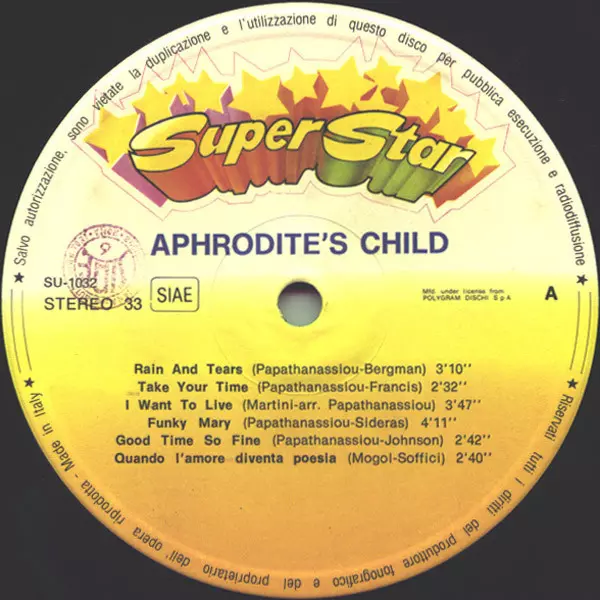 ★ Salvo autorizzazione, sono vietate la duplicazione e l'utilizzazione di questo disco per pubblica esecuzione e radiodiffusione ★
Super Star
APHRODITE'S CHILD
SU-1032
STEREO 33
SIAE
Mfd. under license from
POLYGRAM DISCHI S p A
A
Rain And Tears (Papathanassiou-Bergman) 3'10''
Take Your Time (Papathanassiou-Francis) 2'32''
I Want To Live (Martini-arr. Papathanassiou) 3'47''
Funky Mary (Papathanassiou-Sideras) 4'11''
Good Time So Fine (Papathanassiou-Johnson) 2'42''
Quando l'amore diventa poesia (Mogol-Soffici) 2'40''
★ Riservati tutti i diritti del produttore fonografico e del proprietario dell' opera riprodotta - Made in Italy ★